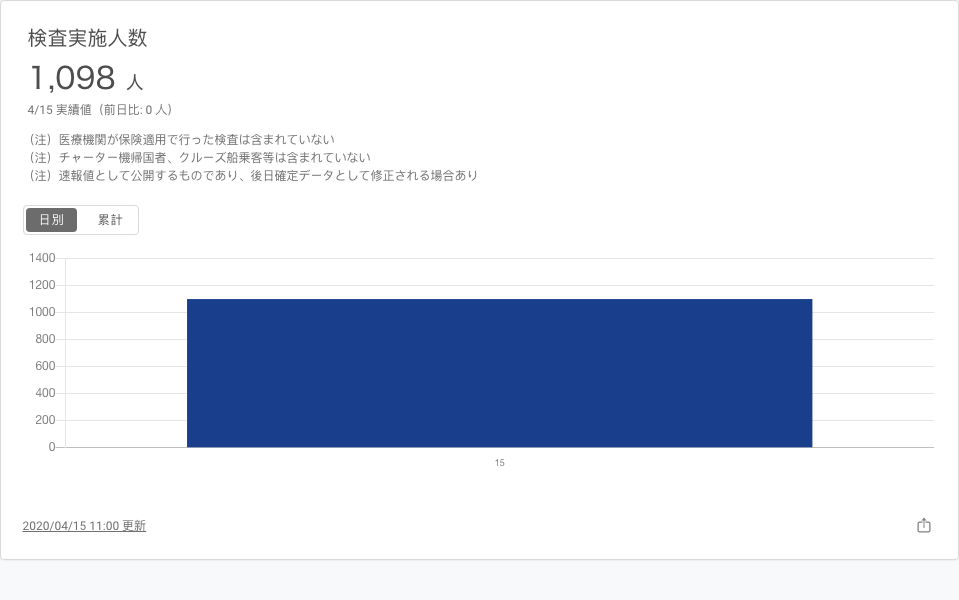 検査実施人数
1,098 人
4/15 実績値（前日比: 0 人）
（注）医療機関が保険適用で行った検査は含まれていない
（注）チャーター機帰国者、クルーズ船乗客等は含まれていない
（注）速報値として公開するものであり、後日確定データとして修正される場合あり
日別 累計
1400
1200
1000
800
600
400
200
0
15
2020/04/15 11:00 更新